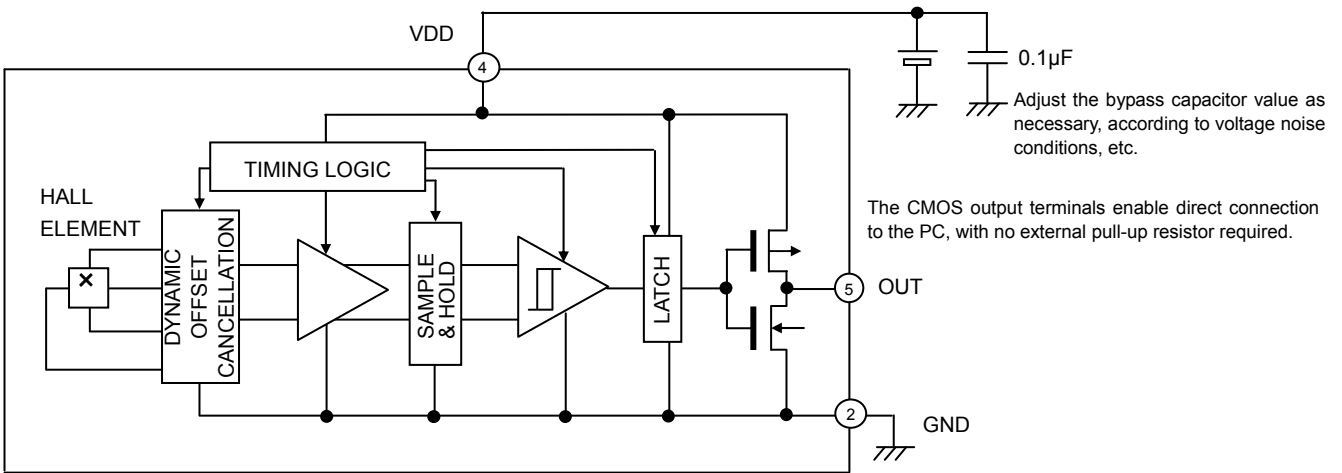 VDD
4
0.1µF
Adjust the bypass capacitor value as
necessary, according to voltage noise
conditions, etc.
TIMING LOGIC
HALL
ELEMENT
The CMOS output terminals enable direct connection
to the PC, with no external pull-up resistor required.
DYNAMIC
OFFSET
CANCELLATION
SAMPLE
& HOLD
LATCH
5
OUT
2
GND